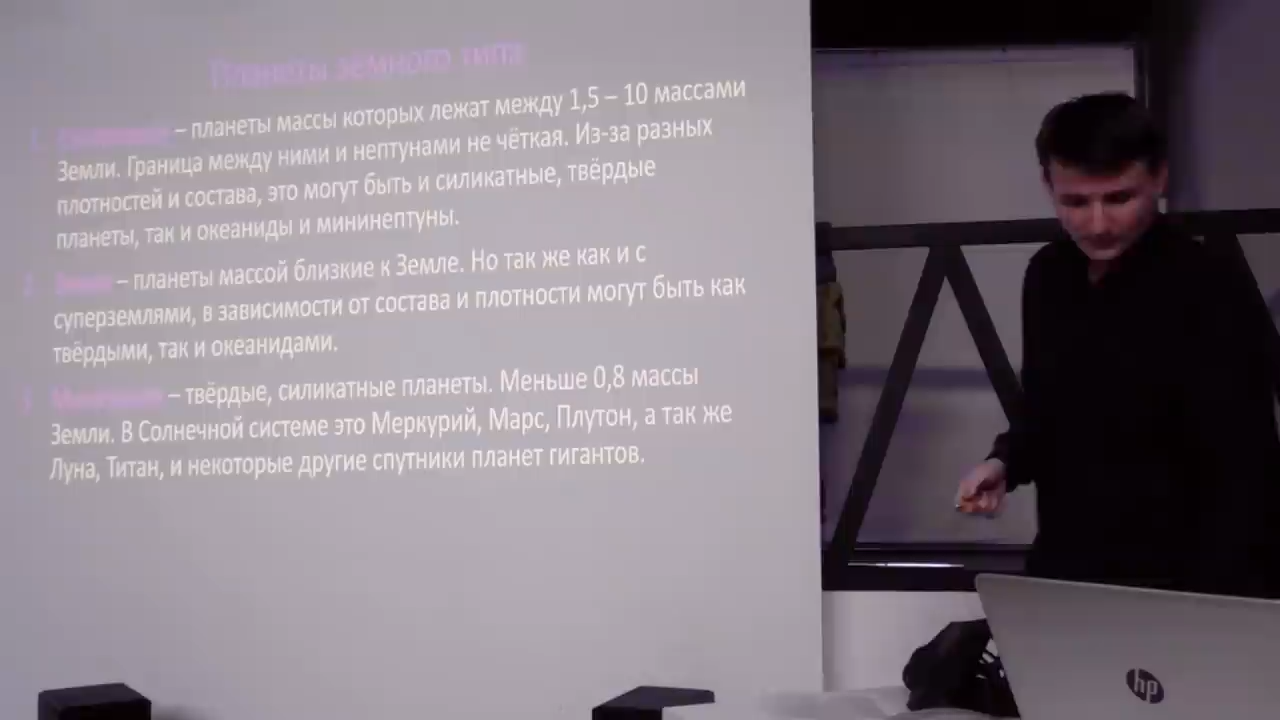 Планеты земного типа
– планеты массы которых лежат между 1,5 – 10 массами
Земли. Граница между ними и нептунами не чёткая. Из-за разных
плотностей и состава, это могут быть и силикатные, твёрдые
планеты, так и океаниды и мининептуны.
– планеты массой близкие к Земле. Но так же как и с
суперземлями, в зависимости от состава и плотности могут быть как
твёрдыми, так и океанидами.
– твёрдые, силикатные планеты. Меньше 0,8 массы
Земли. В Солнечной системе это Меркурий, Марс, Плутон, а так же
Луна, Титан, и некоторые другие спутники планет гигантов.
hp